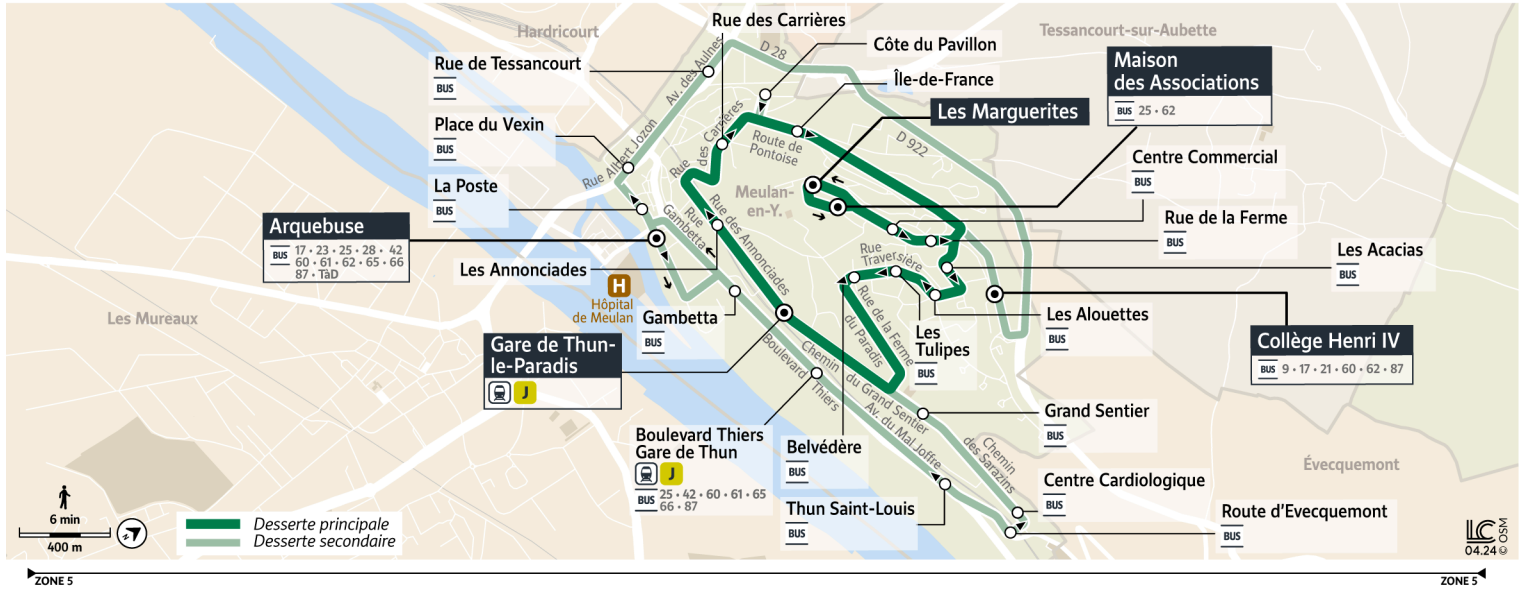 Rue des Carrières
Hardricourt
Tessancourt-sur-Aubette
Côte du Pavillon
D 28
Rue de Tessancourt
BUS
Av. des Aulnes
Île-de-France
Maison
des Associations
BUS 25 • 62
Les Marguerites
Place du Vexin
BUS
Rue Albert Jozon
Rue
des Carrières
Route de
Pontoise
D 922
Centre Commercial
BUS
La Poste
BUS
Meulan-
en-Y.
Rue de la Ferme
BUS
Arquebuse
BUS 17 • 23 • 25 • 28 • 42
60 • 61 • 62 • 65 • 66
87 • TàD
Rue
Gambetta
Rue des Annonciades
Rue
Traversière
Les Acacias
BUS
Les Annonciades
H
Hôpital
de Meulan
Les Mureaux
Gambetta
BUS
Les Alouettes
BUS
Les
Tulipes
BUS
Rue de la Ferme
du Paradis
Collège Henri IV
BUS 9 • 17 • 21 • 60 • 62 • 87
Gare de Thun-
le-Paradis
J
Boulevard
Thiers
Chemin
du Grand Sentier
Av. du Mal Joffre
Grand Sentier
BUS
Chemin
des Sarazins
Boulevard Thiers
Gare de Thun
J
BUS 25 • 42 • 60 • 61 • 65
66 • 87
Belvédère
BUS
Évecquemont
Centre Cardiologique
BUS
Thun Saint-Louis
BUS
Route d'Evecquemont
BUS
6 min
400 m
Desserte principale
Desserte secondaire
LC
04.24 © OSM
ZONE 5
ZONE 5